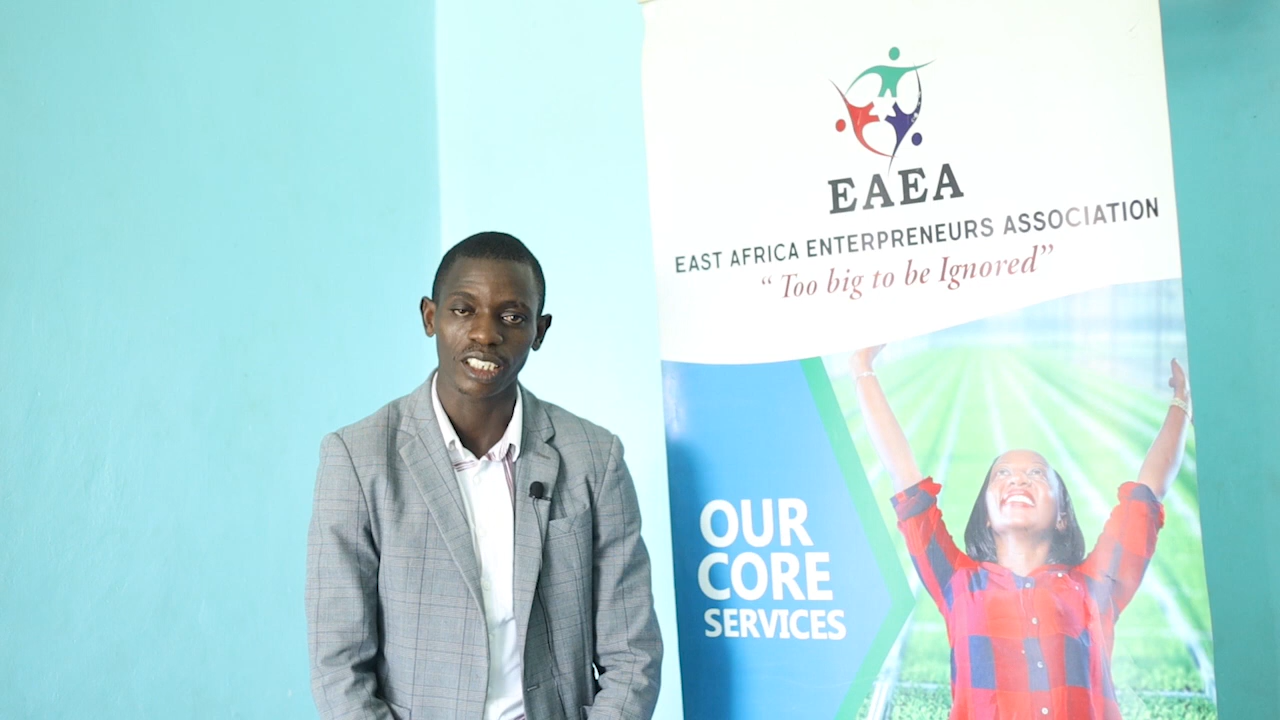 EAEA
EAST AFRICA ENTERPRENEURS ASSOCIATION
“ Too big to be Ignored”
OUR
CORE
SERVICES